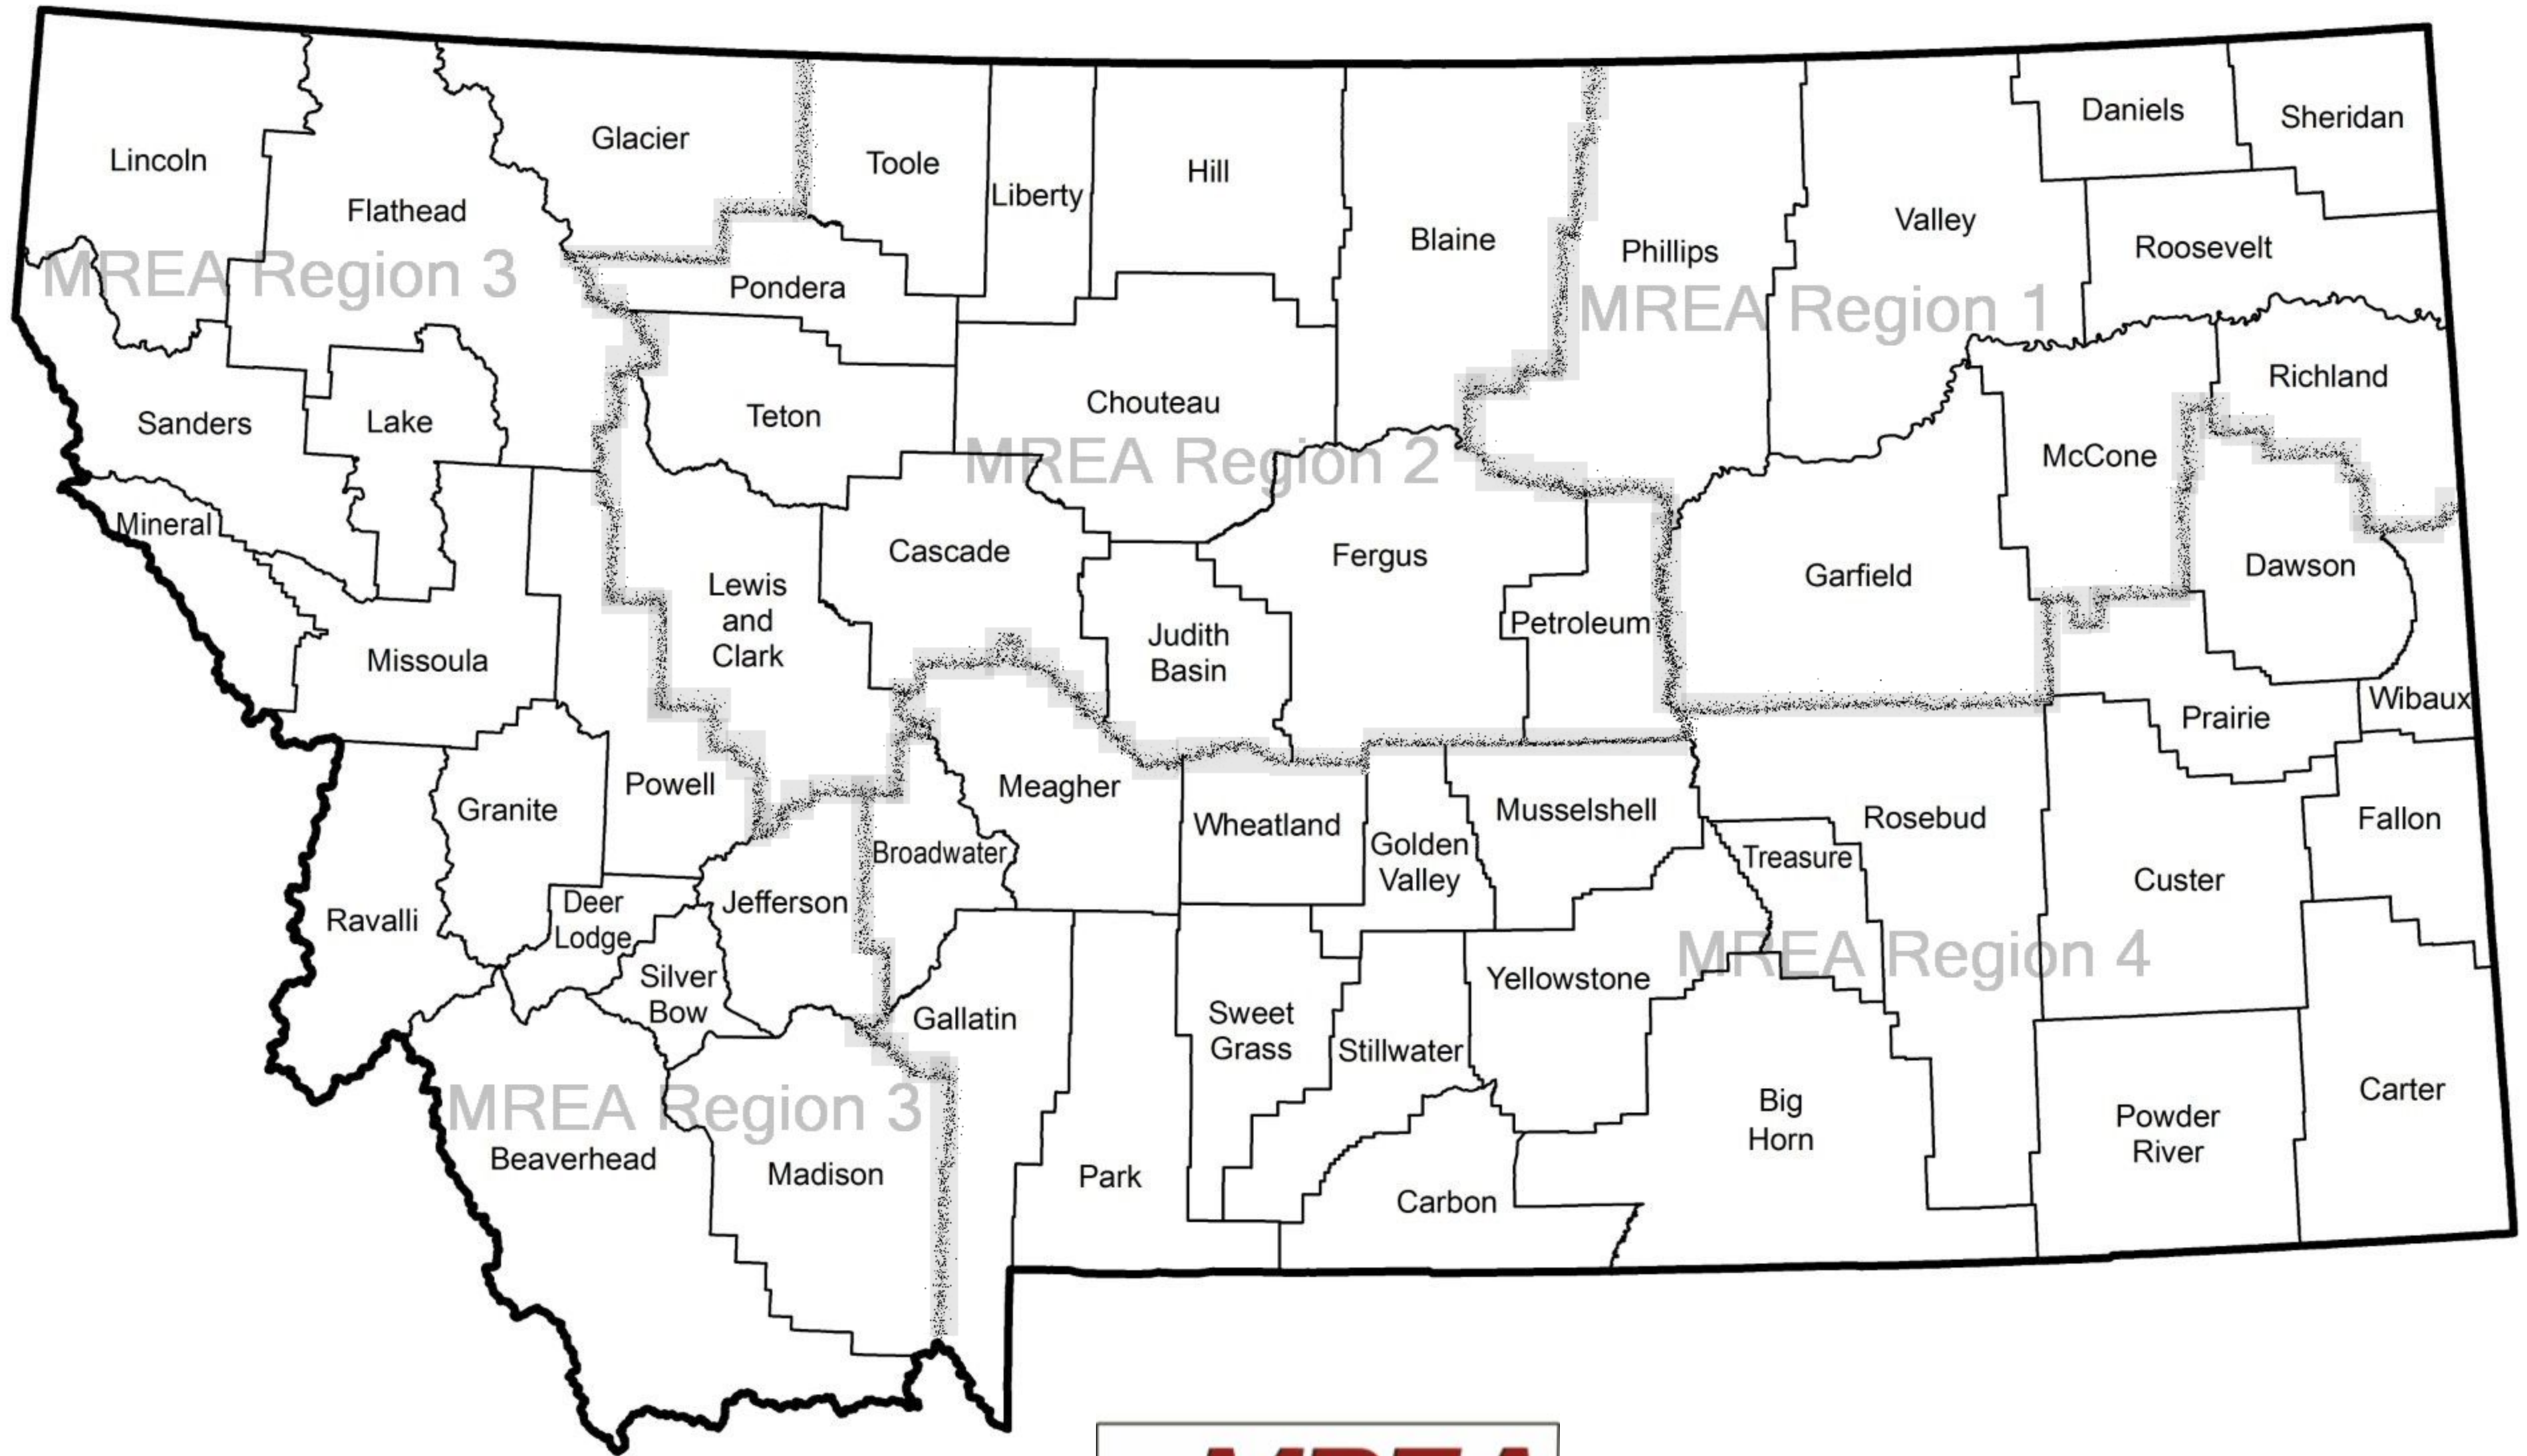 Daniels
Sheridan
Glacier
Lincoln
Toole
Hill
Liberty
Flathead
Valley
Blaine
Phillips
Roosevelt
MREA Region 3
Pondera
MREA Region 1
Richland
Chouteau
Teton
Sanders
Lake
McCone
MREA Region 2
Mineral
Cascade
Fergus
Dawson
Garfield
Lewis
and
Clark
Petroleum
Judith
Basin
Missoula
Wibaux
Prairie
Powell
Meagher
Granite
Musselshell
Rosebud
Fallon
Wheatland
Golden
Valley
Broadwater
Treasure
Custer
Deer
Lodge
Jefferson
Ravalli
MREA Region 4
Silver
Bow
Yellowstone
Gallatin
Sweet
Grass
Stillwater
Carter
MREA Region 3
Big
Horn
Powder
River
Beaverhead
Madison
Park
Carbon
MREA